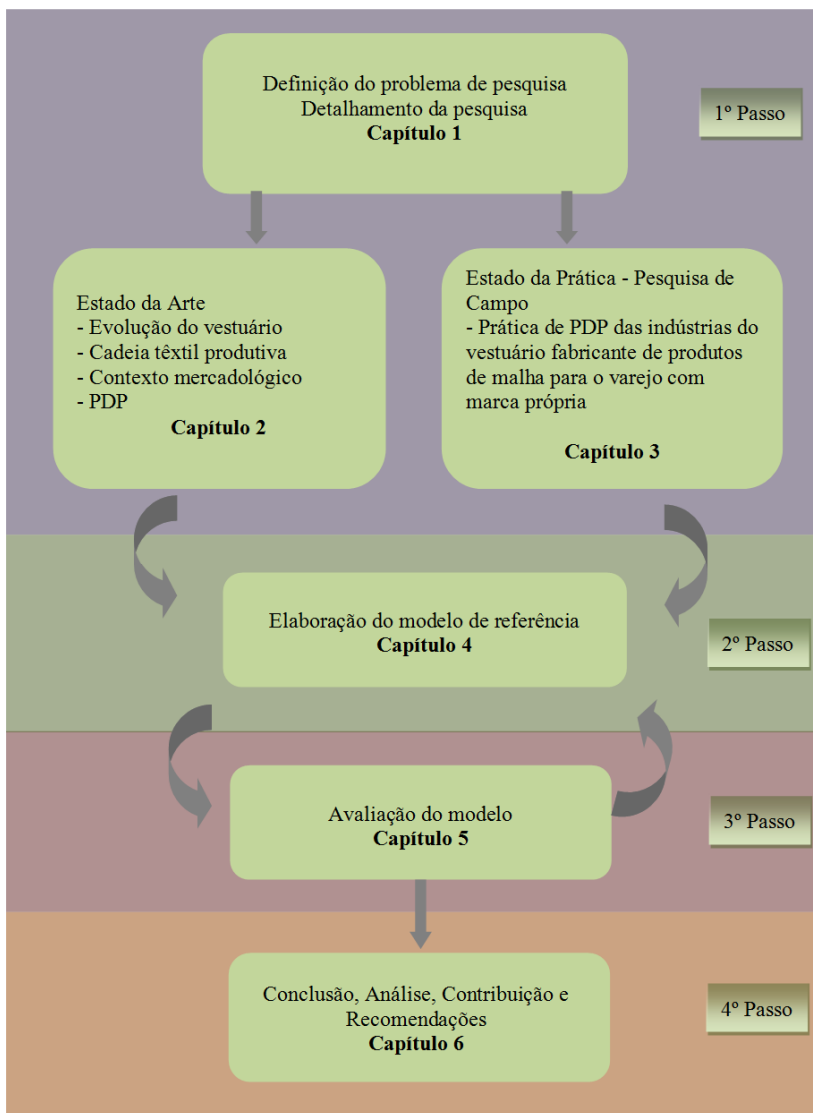 Definição do problema de pesquisa
Detalhamento da pesquisa
Capítulo 1
1º Passo
Estado da Arte
- Evolução do vestuário
- Cadeia têxtil produtiva
- Contexto mercadológico
- PDP
Capítulo 2
Estado da Prática - Pesquisa de
Campo
- Prática de PDP das indústrias do
vestuário fabricante de produtos
de malha para o varejo com
marca própria
Capítulo 3
Elaboração do modelo de referência
Capítulo 4
2º Passo
Avaliação do modelo
Capítulo 5
3º Passo
Conclusão, Análise, Contribuição e
Recomendações
Capítulo 6
4º Passo